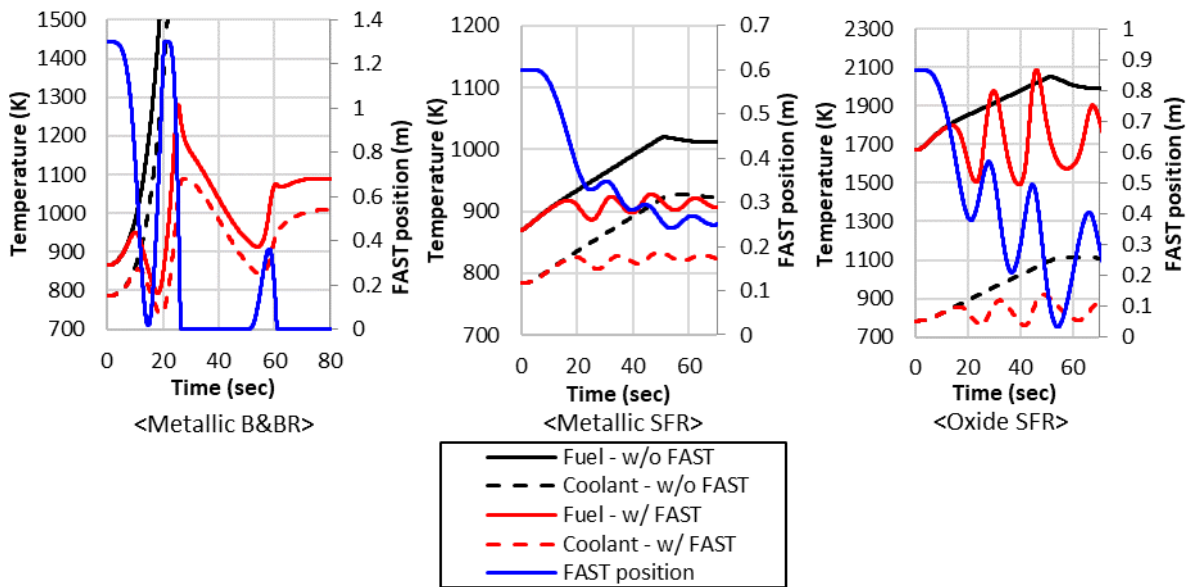 1500
1400
1300
1200
1100
1000
900
800
700
Temperature (K)
1.4
1.2
1
0.8
0.6
0.4
0.2
0
FAST position (m)
0 20 40 60 80
Time (sec)
<Metallic B&BR>
1200
1100
1000
900
800
700
Temperature (K)
0.7
0.6
0.5
0.4
0.3
0.2
0.1
0
FAST position (m)
0 20 40 60
Time (sec)
<Metallic SFR>
2300
2100
1900
1700
1500
1300
1100
900
700
Temperature (K)
1
0.9
0.8
0.7
0.6
0.5
0.4
0.3
0.2
0.1
0
FAST position (m)
0 20 40 60
Time (sec)
<Oxide SFR>
Fuel - w/o FAST
Coolant - w/o FAST
Fuel - w/ FAST
Coolant - w/ FAST
FAST position